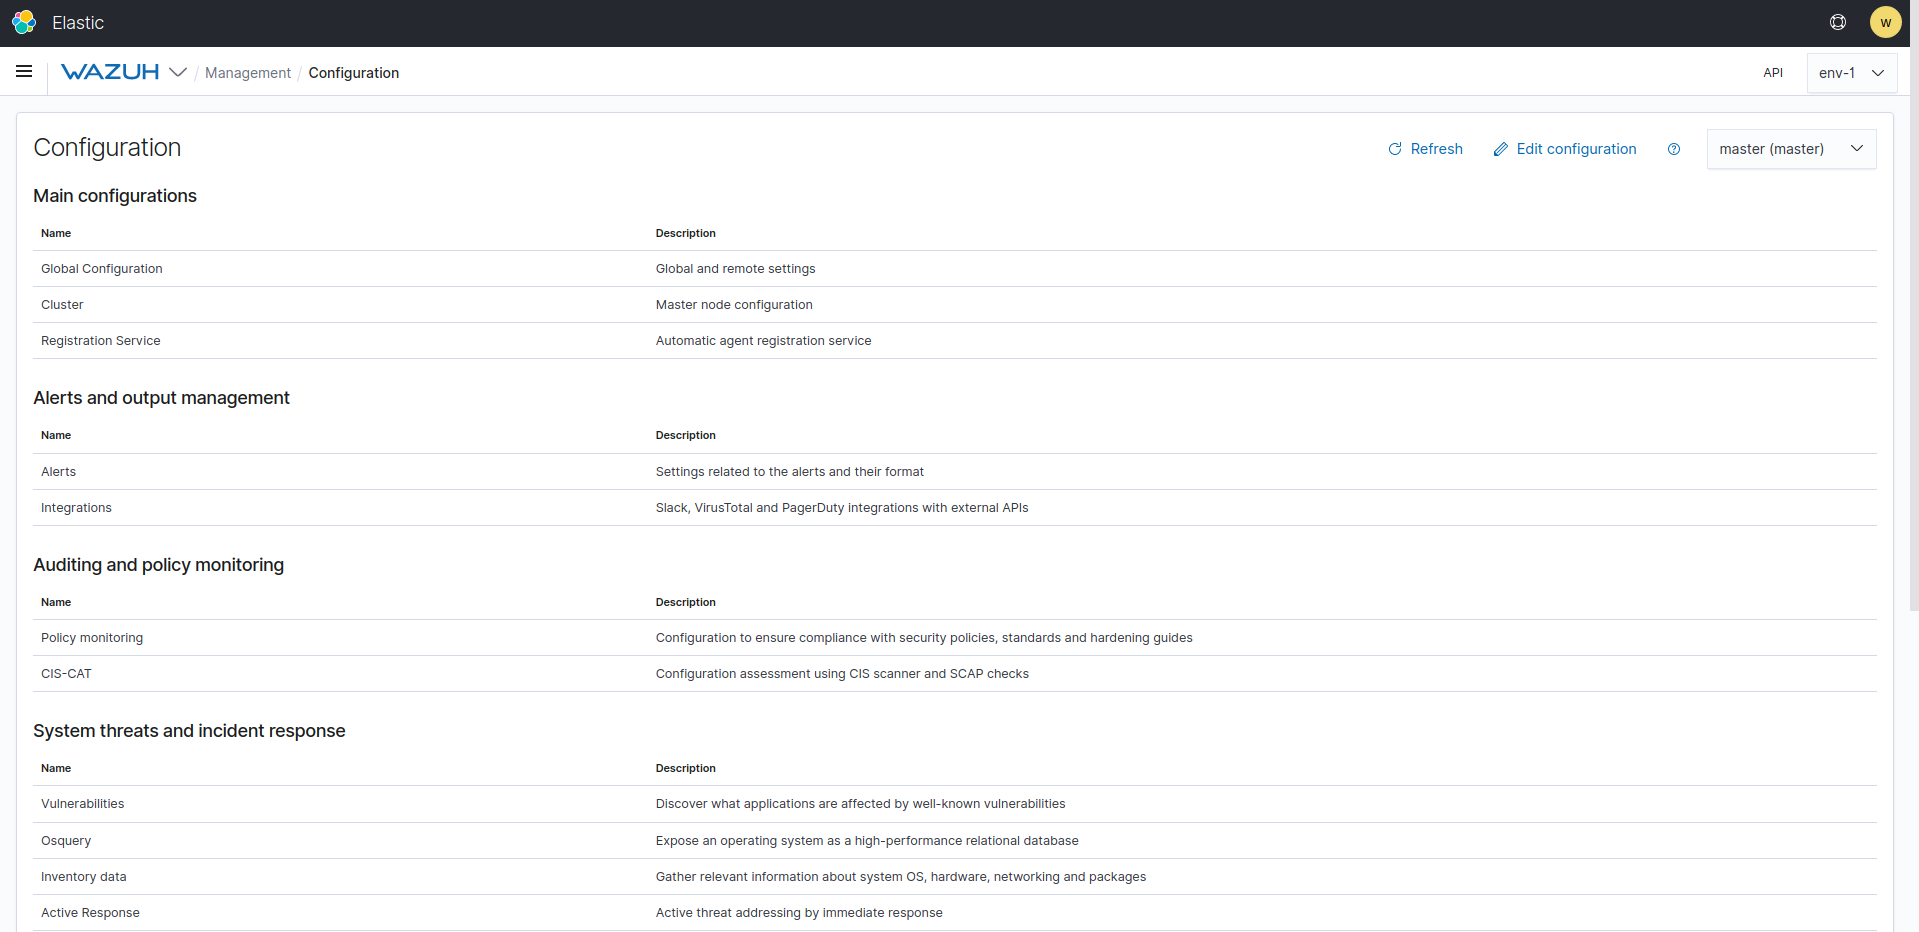 Elastic
W
WAZUH / Management / Configuration
API
env-1
Configuration
Refresh
Edit configuration
master (master)
Main configurations
Name Description
Global Configuration Global and remote settings
Cluster Master node configuration
Registration Service Automatic agent registration service
Alerts and output management
Name Description
Alerts Settings related to the alerts and their format
Integrations Slack, VirusTotal and PagerDuty integrations with external APIs
Auditing and policy monitoring
Name Description
Policy monitoring Configuration to ensure compliance with security policies, standards and hardening guides
CIS-CAT Configuration assessment using CIS scanner and SCAP checks
System threats and incident response
Name Description
Vulnerabilities Discover what applications are affected by well-known vulnerabilities
Osquery Expose an operating system as a high-performance relational database
Inventory data Gather relevant information about system OS, hardware, networking and packages
Active Response Active threat addressing by immediate response